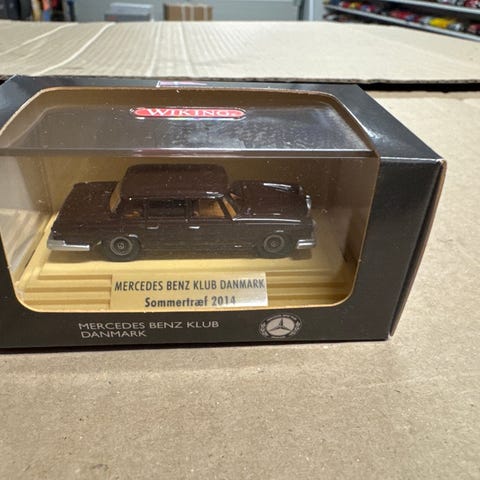 WIKING
MERCEDES BENZ KLUB DANMARK
Sommertræf 2014
MERCEDES BENZ KLUB
DANMARK